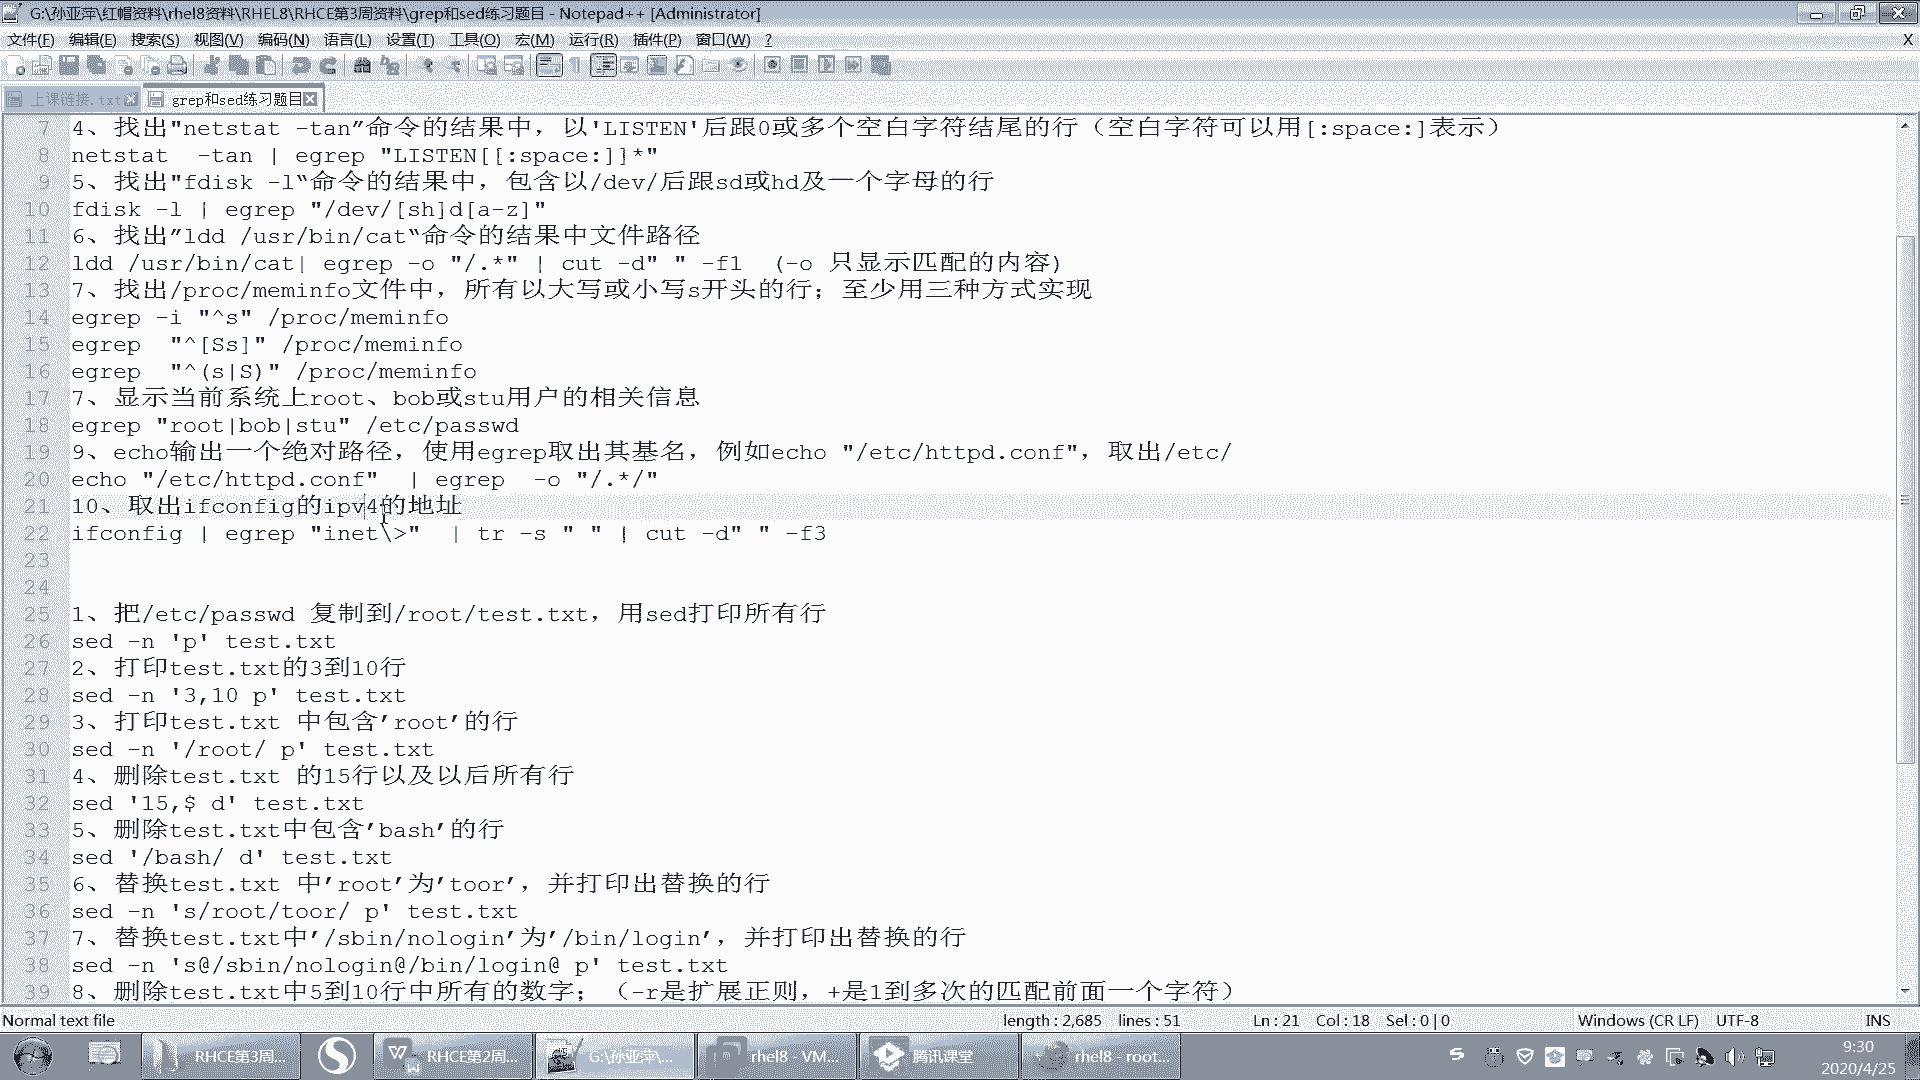 G:\孙亚萍\红帽资料\rhel8资料\RHEL8\RHCE第3周资料\grep和sed练习题目 - Notepad++ [Administrator]
文件(F) 编辑(E) 搜索(S) 视图(V) 编码(N) 语言(L) 设置(T) 工具(O) 宏(M) 运行(R) 插件(P) 窗口(W) ? X
上课链接.txt grep和sed练习题目
7 4、找出"netstat -tan”命令的结果中，以'LISTEN'后跟0或多个空白字符结尾的行（空白字符可以用[:space:]表示）
8 netstat  -tan | egrep "LISTEN[[:space:]]*"
9 5、找出"fdisk -l“命令的结果中，包含以/dev/后跟sd或hd及一个字母的行
10 fdisk -l | egrep "/dev/[sh]d[a-z]"
11 6、找出”ldd /usr/bin/cat“命令的结果中文件路径
12 ldd /usr/bin/cat| egrep -o "/.*" | cut -d" " -f1  (-o 只显示匹配的内容)
13 7、找出/proc/meminfo文件中，所有以大写或小写s开头的行；至少用三种方式实现
14 egrep -i "^s" /proc/meminfo
15 egrep  "^[Ss]" /proc/meminfo
16 egrep  "^(s|S)" /proc/meminfo
17 7、显示当前系统上root、bob或stu用户的相关信息
18 egrep "root|bob|stu" /etc/passwd
19 9、echo输出一个绝对路径，使用egrep取出其基名，例如echo "/etc/httpd.conf"，取出/etc/
20 echo "/etc/httpd.conf"  | egrep  -o "/.*/"
21 10、取出ifconfig的ipv4的地址
22 ifconfig | egrep "inet\>"  | tr -s " " | cut -d" " -f3
23
24
25 1、把/etc/passwd 复制到/root/test.txt，用sed打印所有行
26 sed -n 'p' test.txt
27 2、打印test.txt的3到10行
28 sed -n '3,10 p' test.txt
29 3、打印test.txt 中包含’root’的行
30 sed -n '/root/ p' test.txt
31 4、删除test.txt 的15行以及以后所有行
32 sed '15,$ d' test.txt
33 5、删除test.txt中包含’bash’的行
34 sed '/bash/ d' test.txt
35 6、替换test.txt 中’root’为’toor’，并打印出替换的行
36 sed -n 's/root/toor/ p' test.txt
37 7、替换test.txt中’/sbin/nologin’为’/bin/login’，并打印出替换的行
38 sed -n 's@/sbin/nologin@/bin/login@ p' test.txt
39 8、删除test.txt中5到10行中所有的数字；（-r是扩展正则，+是1到多次的匹配前面一个字符）
Normal text file length : 2,685 lines : 51 Ln : 21 Col : 18 Sel : 0 | 0 Windows (CR LF) UTF-8 INS
RHCE第3周... RHCE第2周... G:\孙亚萍\... rhel8 - VM... 腾讯课堂 rhel8 - root...
9:30
2020/4/25